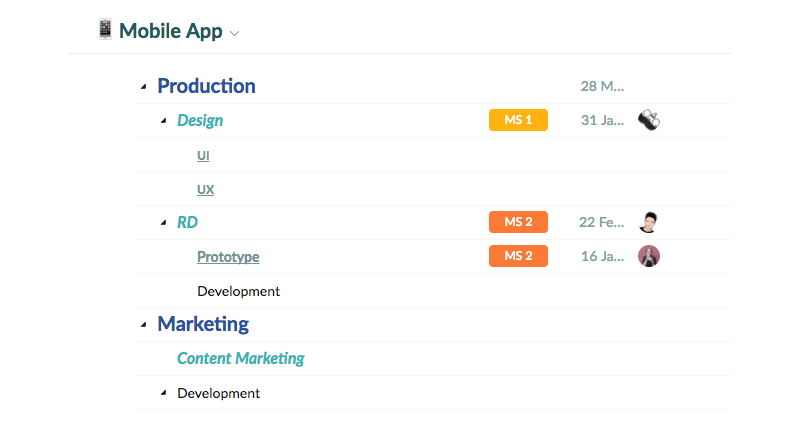 Mobile App
Production 28 M...
Design MS 1 31 Ja...
UI
UX
RD MS 2 22 Fe...
Prototype MS 2 16 Ja...
Development
Marketing
Content Marketing
Development